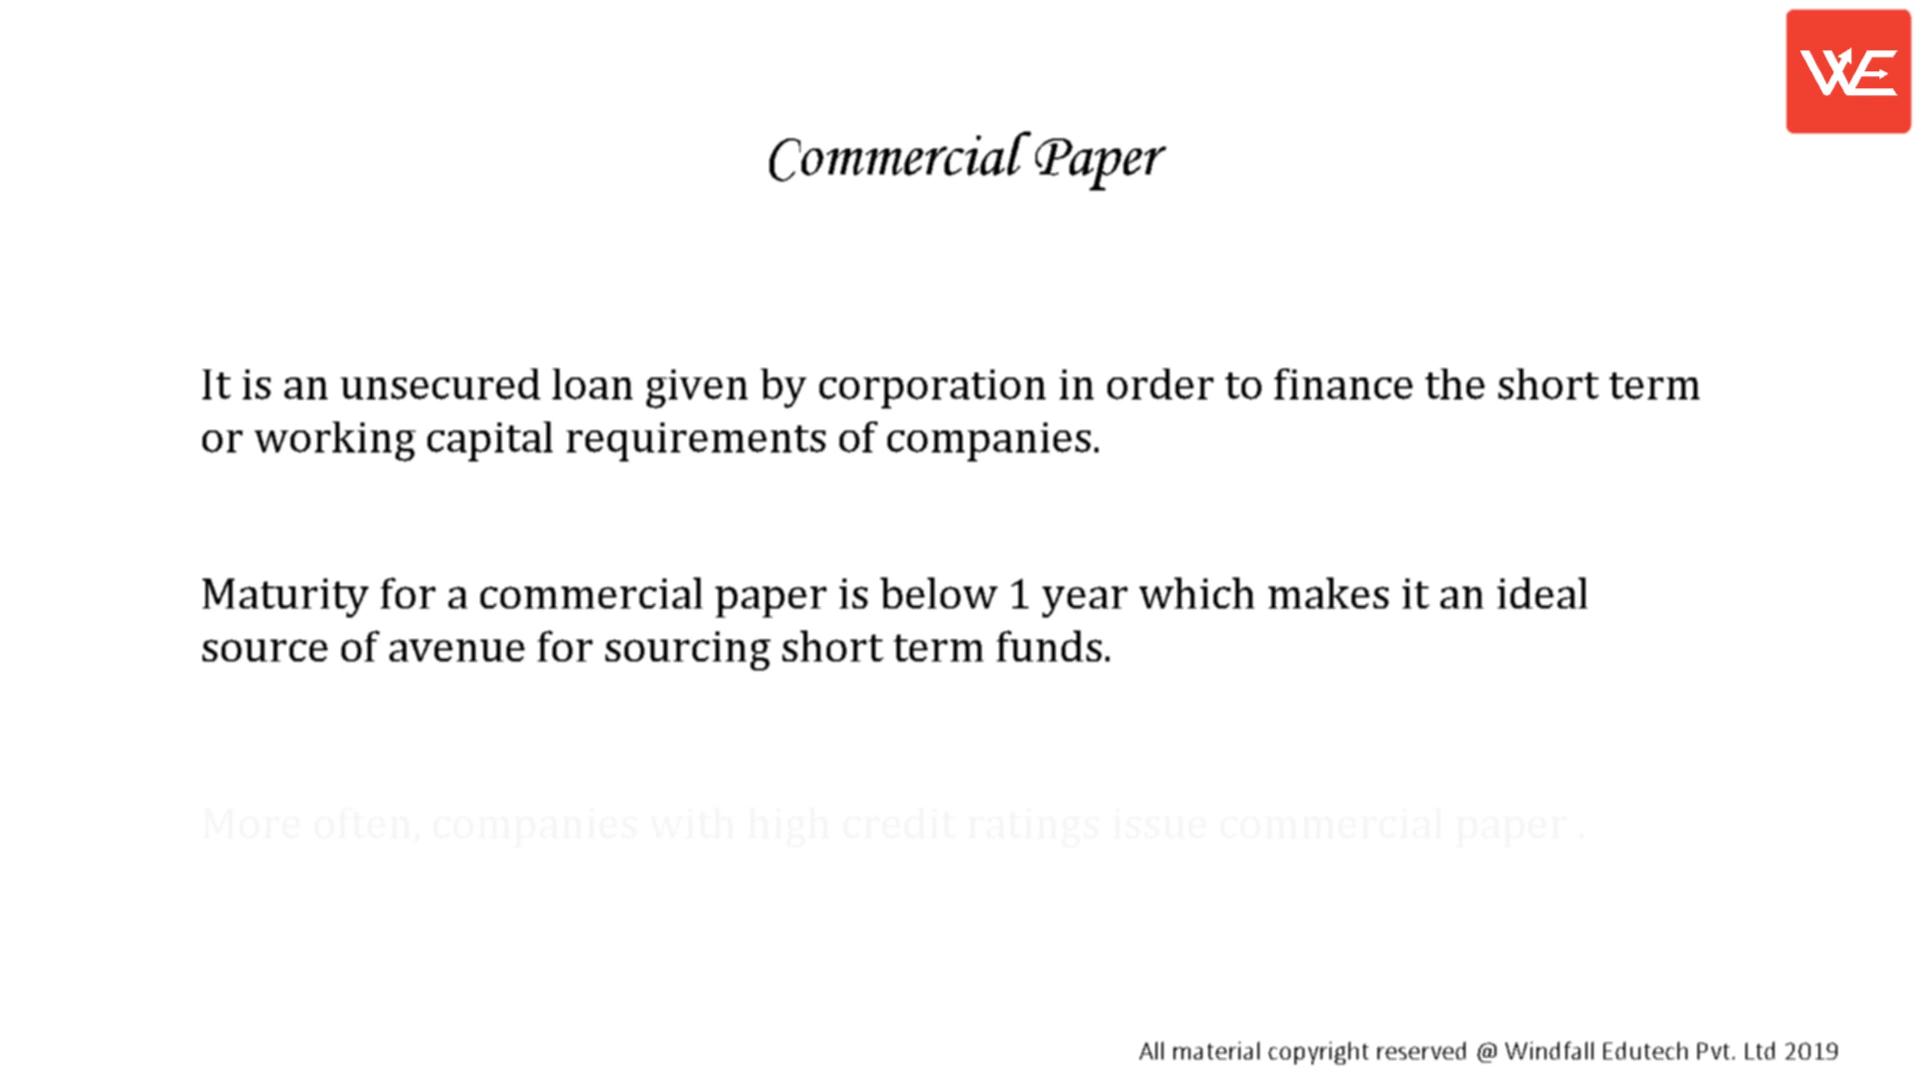 WE
Commercial Paper
It is an unsecured loan given by corporation in order to finance the short term
or working capital requirements of companies.
Maturity for a commercial paper is below 1 year which makes it an ideal
source of avenue for sourcing short term funds.
More often, companies with high credit ratings issue commercial paper .
All material copyright reserved @ Windfall Edutech Pvt. Ltd 2019